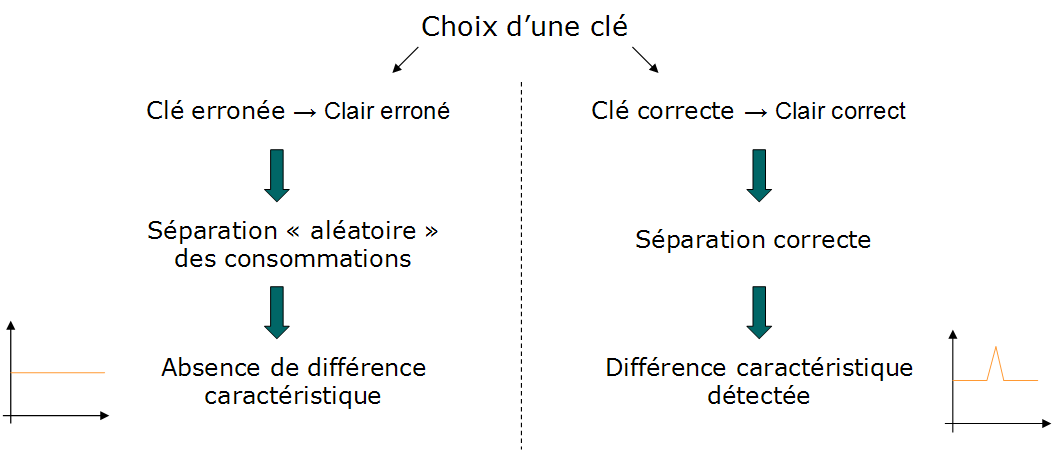 Choix d’une clé
Clé erronée → Clair erroné
Séparation « aléatoire »
des consommations
Absence de différence
caractéristique
Clé correcte → Clair correct
Séparation correcte
Différence caractéristique
détectée